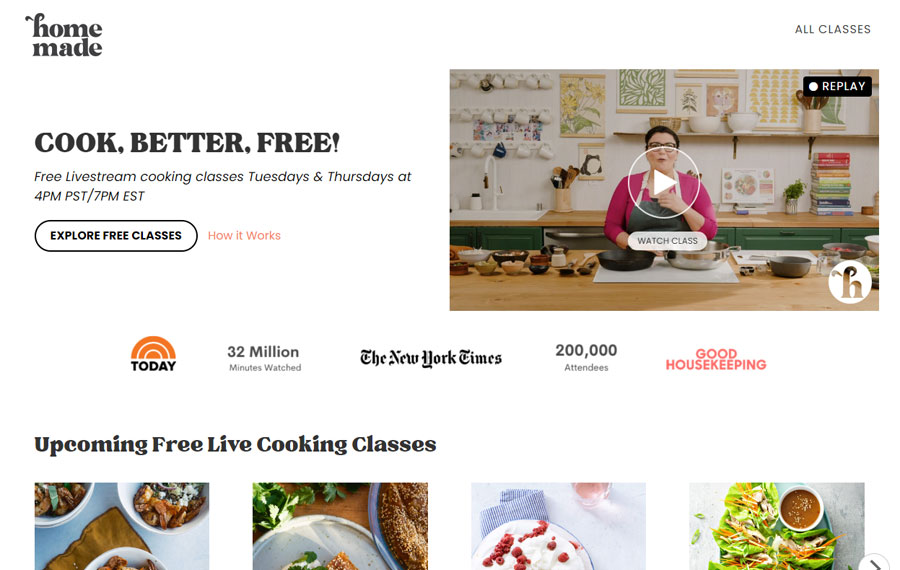 home
made
ALL CLASSES
REPLAY
COOK, BETTER, FREE!
Free Livestream cooking classes Tuesdays & Thursdays at
4PM PST/7PM EST
EXPLORE FREE CLASSES
How it Works
WATCH CLASS
h
TODAY
32 Million
Minutes Watched
The New York Times
200,000
Attendees
GOOD
HOUSEKEEPING
Upcoming Free Live Cooking Classes